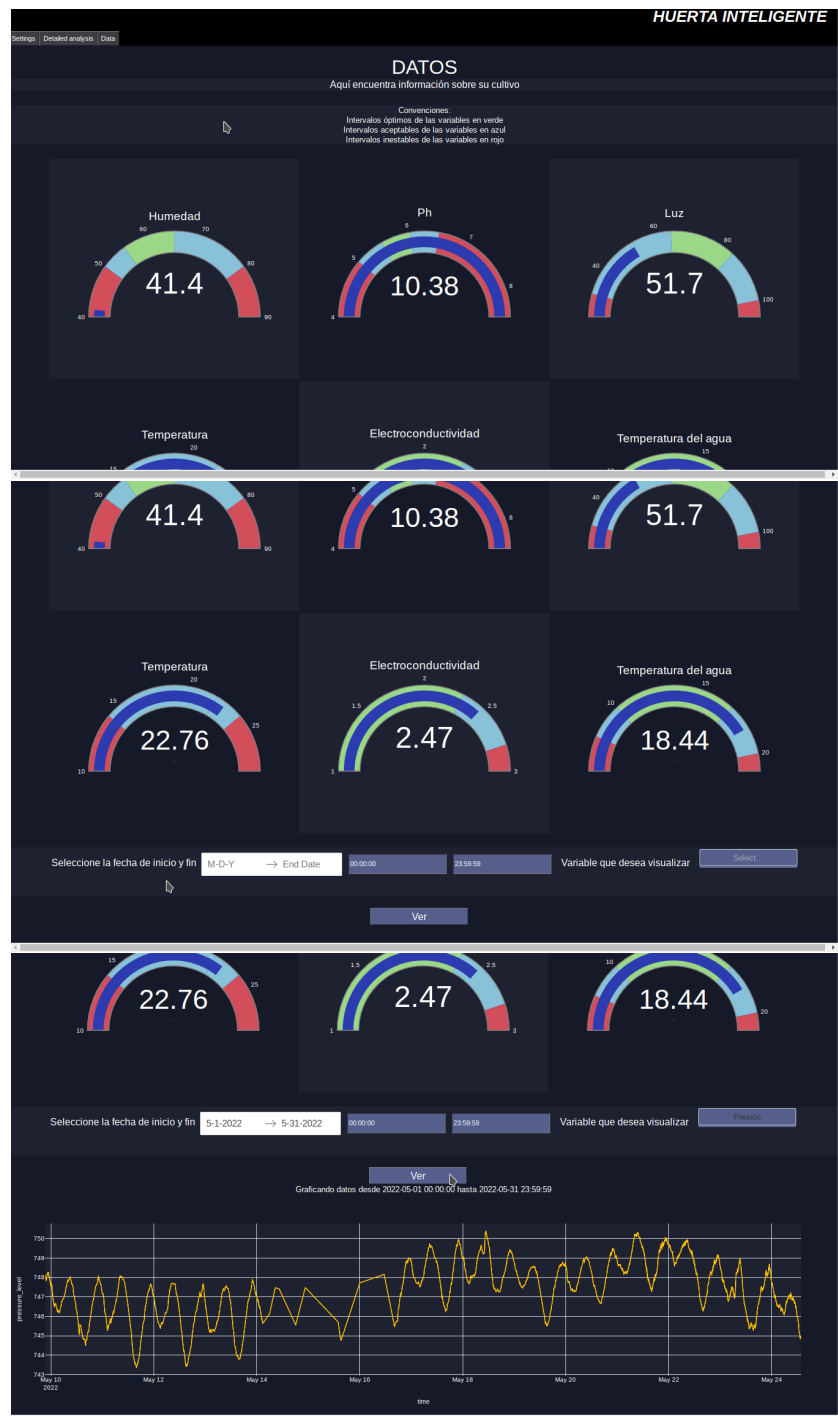 HUERTA INTELIGENTE
Settings Detailed analysis Data
DATOS
Aquí encuentra información sobre su cultivo
Convenciones:
Intervalos óptimos de las variables en verde
Intervalos aceptables de las variables en azul
Intervalos inestables de las variables en rojo
Humedad Ph Luz
40 50 60 70 80 90
41.4
4 5 6 7 8
10.38
40 60 80 100
51.7
Temperatura Electroconductividad Temperatura del agua
15 20
2
10 15
40 50 80 90
41.4
4 5 8
10.38
40 100
51.7
Temperatura Electroconductividad Temperatura del agua
10 15 20 25
22.76
1 1.5 2 2.5 3
2.47
10 15 20
18.44
Seleccione la fecha de inicio y fin M-D-Y → End Date 00:00:00 23:59:59 Variable que desea visualizar Select...
Ver
10 15 25
22.76
1 1.5 2.5 3
2.47
10 20
18.44
Seleccione la fecha de inicio y fin 5-1-2022 → 5-31-2022 00:00:00 23:59:59 Variable que desea visualizar Presión
Ver
Graficando datos desde 2022-05-01 00:00:00 hasta 2022-05-31 23:59:59
750
749
748
747
746
745
744
743
pressure_level
May 10 May 12 May 14 May 16 May 18 May 20 May 22 May 24
2022
time